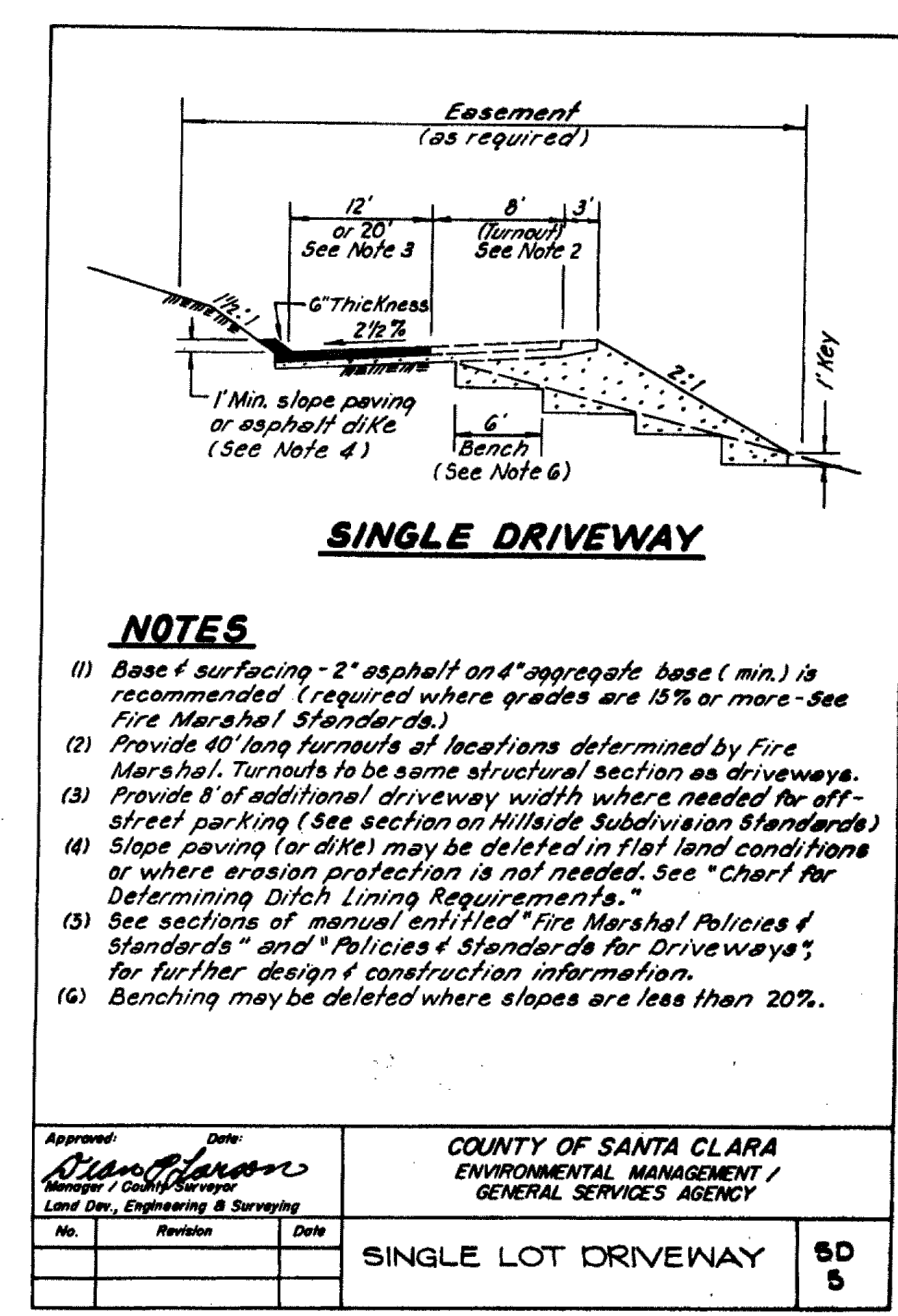 Easement
(as required)
12' 8' 3'
or 20' (Turnout)
See Note 3 See Note 2
1½:1
6" Thickness
2½%
2:1
1' Key
1' Min. slope paving
or asphalt dike
(See Note 4)
6'
Bench
(See Note 6)
SINGLE DRIVEWAY
NOTES
(1) Base & surfacing - 2" asphalt on 4" aggregate base (min.) is
recommended (required where grades are 15% or more - See
Fire Marshal Standards.)
(2) Provide 40' long turnouts at locations determined by Fire
Marshal. Turnouts to be same structural section as driveways.
(3) Provide 8' of additional driveway width where needed for off-
street parking (See section on Hillside Subdivision Standards)
(4) Slope paving (or dike) may be deleted in flat land conditions
or where erosion protection is not needed. See "Chart for
Determining Ditch Lining Requirements."
(5) See sections of manual entitled "Fire Marshal Policies &
Standards" and "Policies & Standards for Driveways",
for further design & construction information.
(6) Benching may be deleted where slopes are less than 20%.
Approved: Date:
Dean P Larson
Manager / County Surveyor
Land Dev., Engineering & Surveying
No. Revision Date
COUNTY OF SANTA CLARA
ENVIRONMENTAL MANAGEMENT /
GENERAL SERVICES AGENCY
SINGLE LOT DRIVEWAY
SD
5